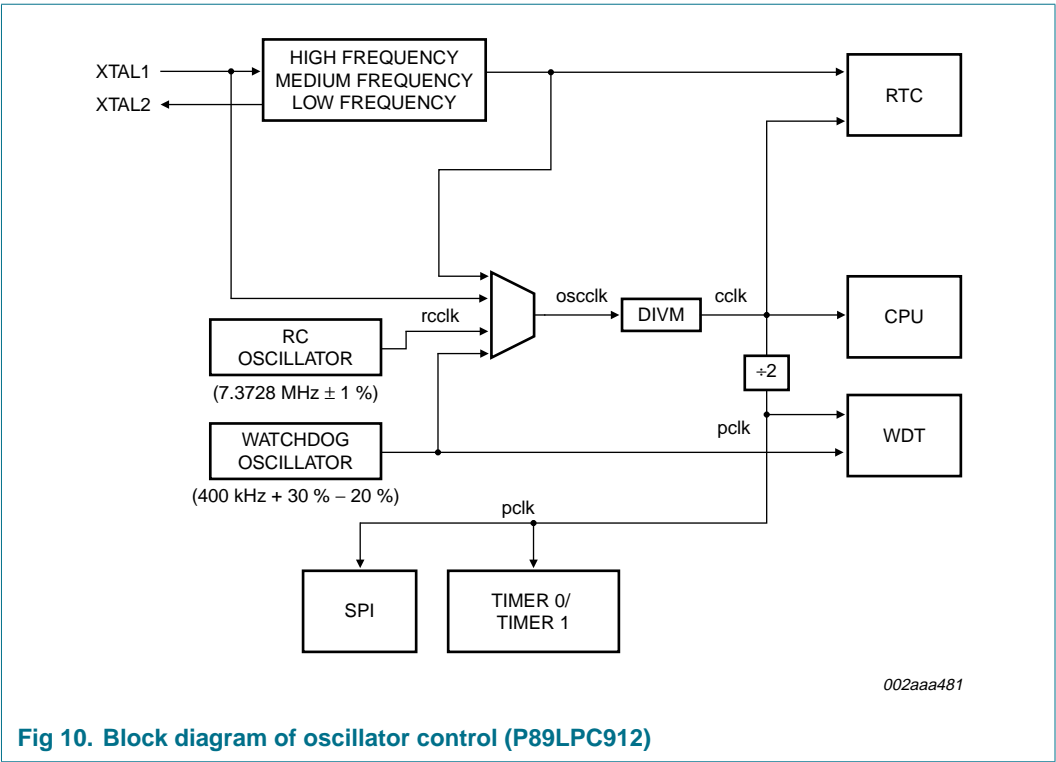 XTAL1
XTAL2
HIGH FREQUENCY
MEDIUM FREQUENCY
LOW FREQUENCY
RTC
oscclk
cclk
DIVM
CPU
rcclk
RC
OSCILLATOR
(7.3728 MHz ± 1 %)
÷2
pclk
WDT
WATCHDOG
OSCILLATOR
(400 kHz + 30 % − 20 %)
pclk
SPI
TIMER 0/
TIMER 1
002aaa481
Fig 10. Block diagram of oscillator control (P89LPC912)